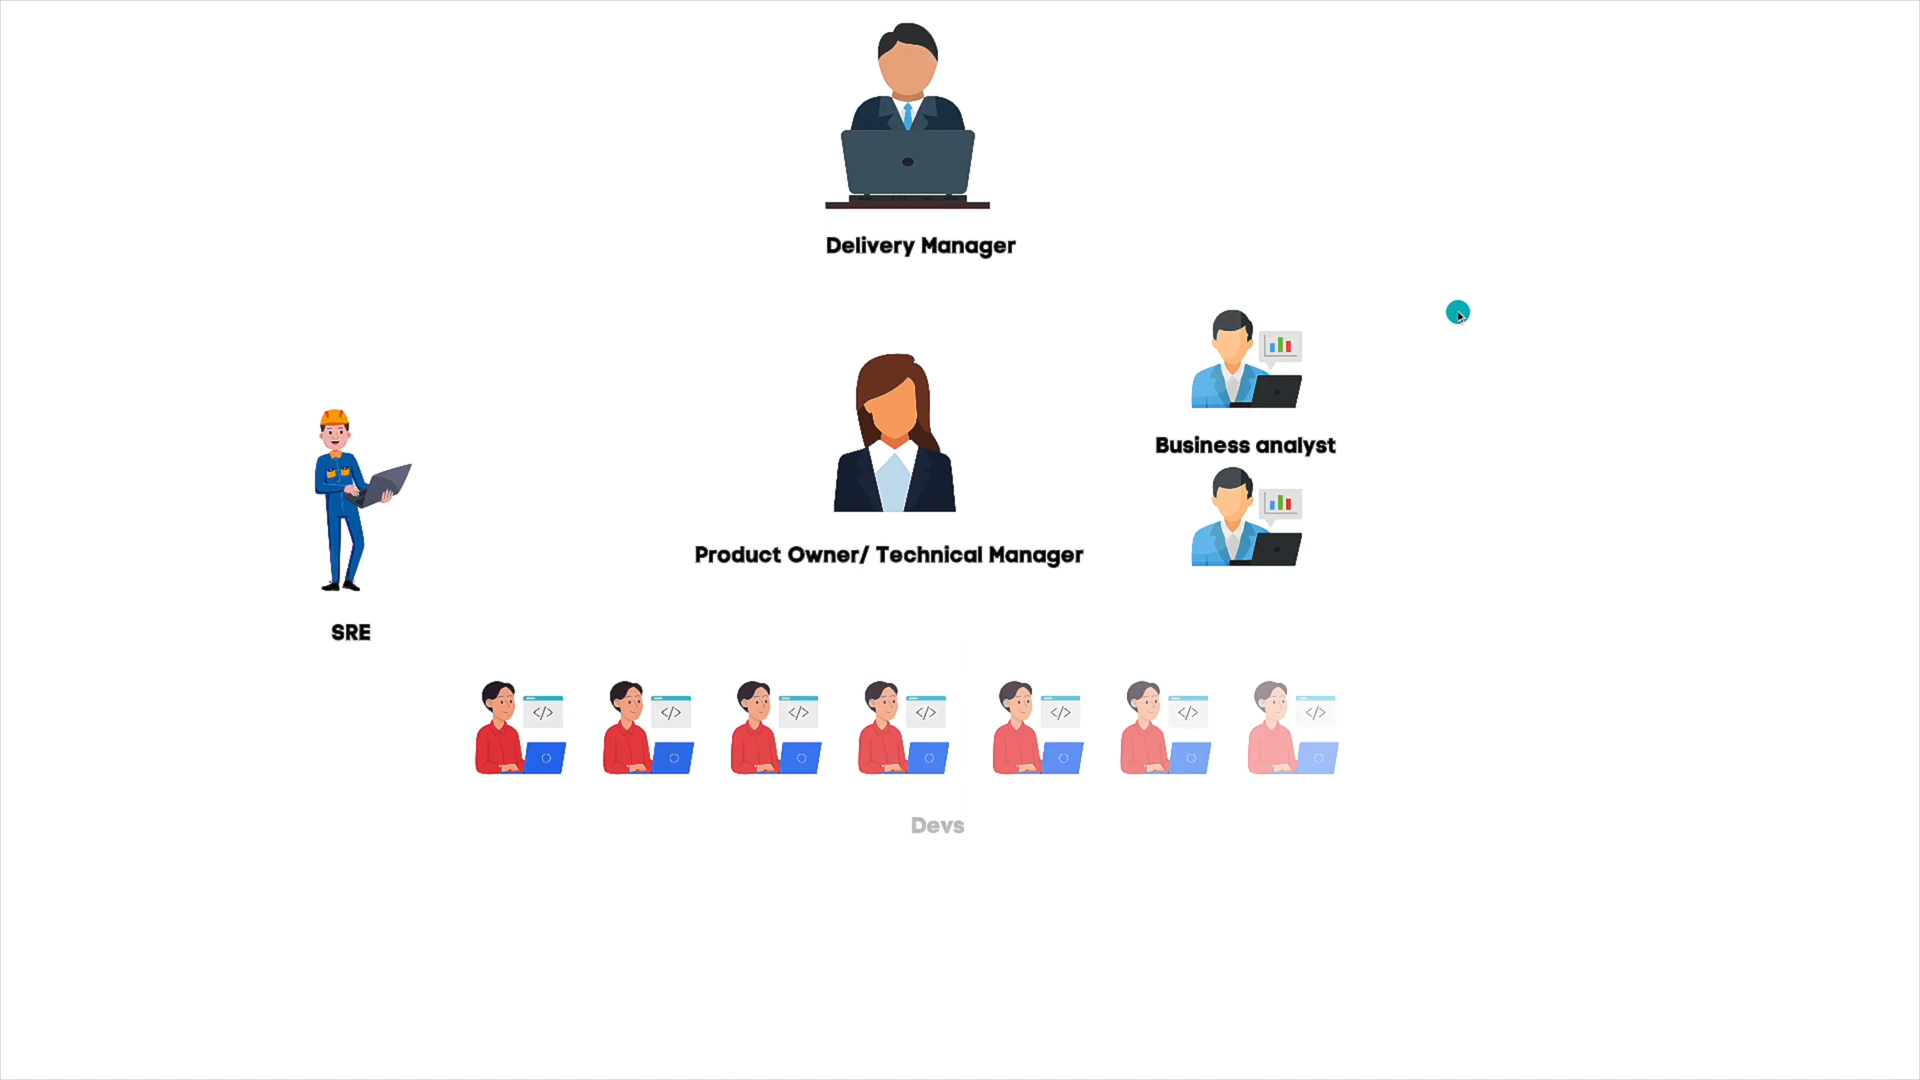 Delivery Manager
Business analyst
Product Owner/ Technical Manager
SRE
</>
</>
</>
</>
</>
</>
</>
Devs